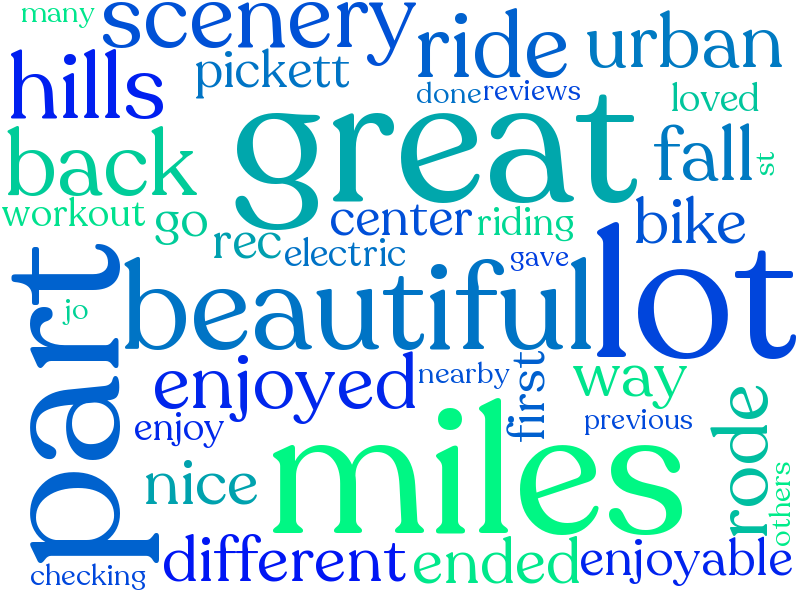 many
scenery
ride
urban
hills
pickett
done
reviews
loved
great
back
fall
st
workout
go
center
riding
bike
rec
electric
gave
lot
part
jo
beautiful
enjoyed
nearby
first
way
enjoy
previous
rode
nice
miles
others
checking
different
ended
enjoyable